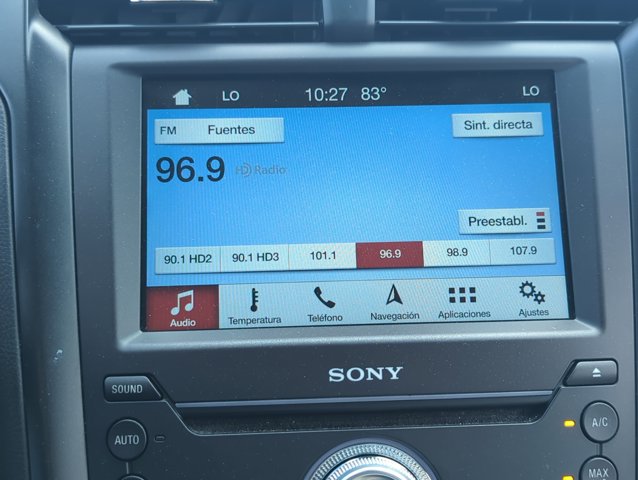 LO 10:27 83° LO
FM Fuentes
Sint. directa
96.9 HD Radio
Preestabl.
90.1 HD2 90.1 HD3 101.1 96.9 98.9 107.9
Audio Temperatura Teléfono Navegación Aplicaciones Ajustes
SONY
SOUND
AUTO A/C
MAX